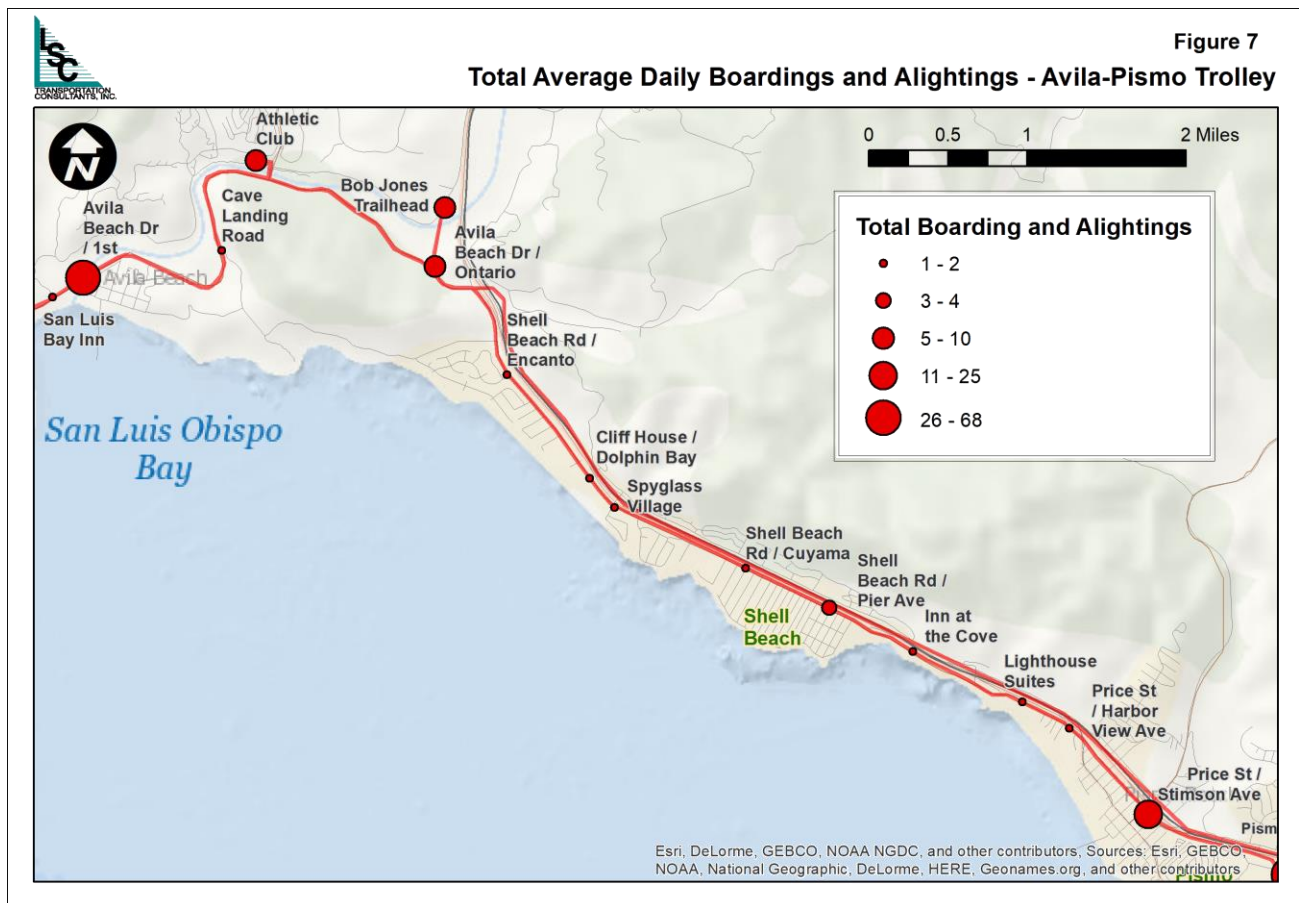 LSC
TRANSPORTATION
CONSULTANTS, INC.
Figure 7
Total Average Daily Boardings and Alightings - Avila-Pismo Trolley
N
0 0.5 1 2 Miles
Total Boarding and Alightings
1 - 2
3 - 4
5 - 10
11 - 25
26 - 68
Athletic
Club
Bob Jones
Trailhead
Cave
Landing
Road
Avila
Beach Dr
/ 1st
Avila Beach
Avila
Beach Dr /
Ontario
San Luis
Bay Inn
Shell
Beach Rd /
Encanto
San Luis Obispo
Bay
Cliff House /
Dolphin Bay
Spyglass
Village
Shell Beach
Rd / Cuyama
Shell
Beach Rd /
Pier Ave
Shell
Beach
Inn at
the Cove
Lighthouse
Suites
Price St
/ Harbor
View Ave
Price St /
Stimson Ave
Pism
Pismo
Esri, DeLorme, GEBCO, NOAA NGDC, and other contributors, Sources: Esri, GEBCO,
NOAA, National Geographic, DeLorme, HERE, Geonames.org, and other contributors